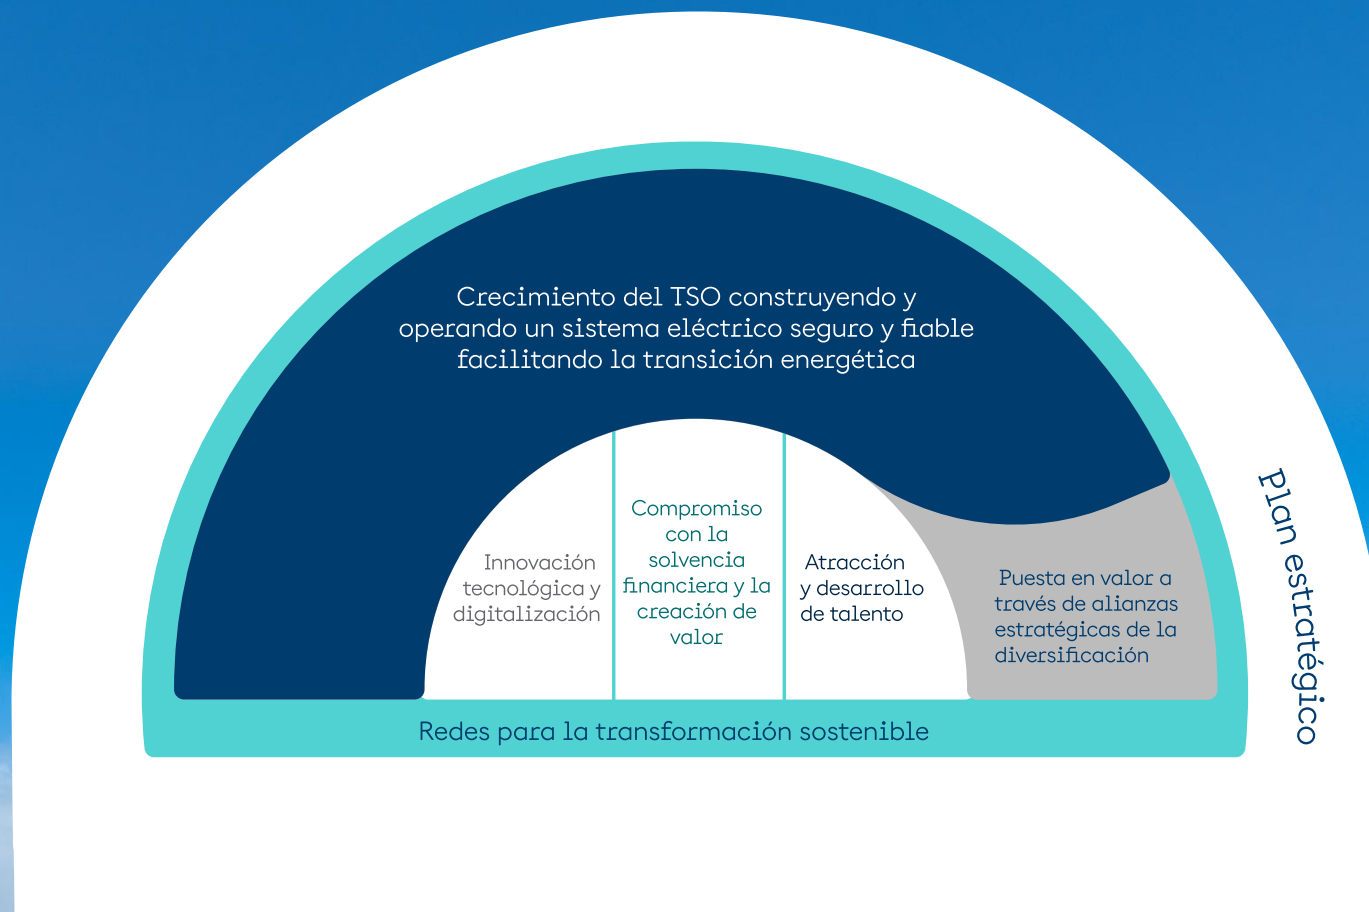 Crecimiento del TSO construyendo y
operando un sistema eléctrico seguro y fiable
facilitando la transición energética
Innovación
tecnológica y
digitalización
Compromiso
con la
solvencia
financiera y la
creación de
valor
Atracción
y desarrollo
de talento
Puesta en valor a
través de alianzas
estratégicas de la
diversificación
Redes para la transformación sostenible
Plan estratégico